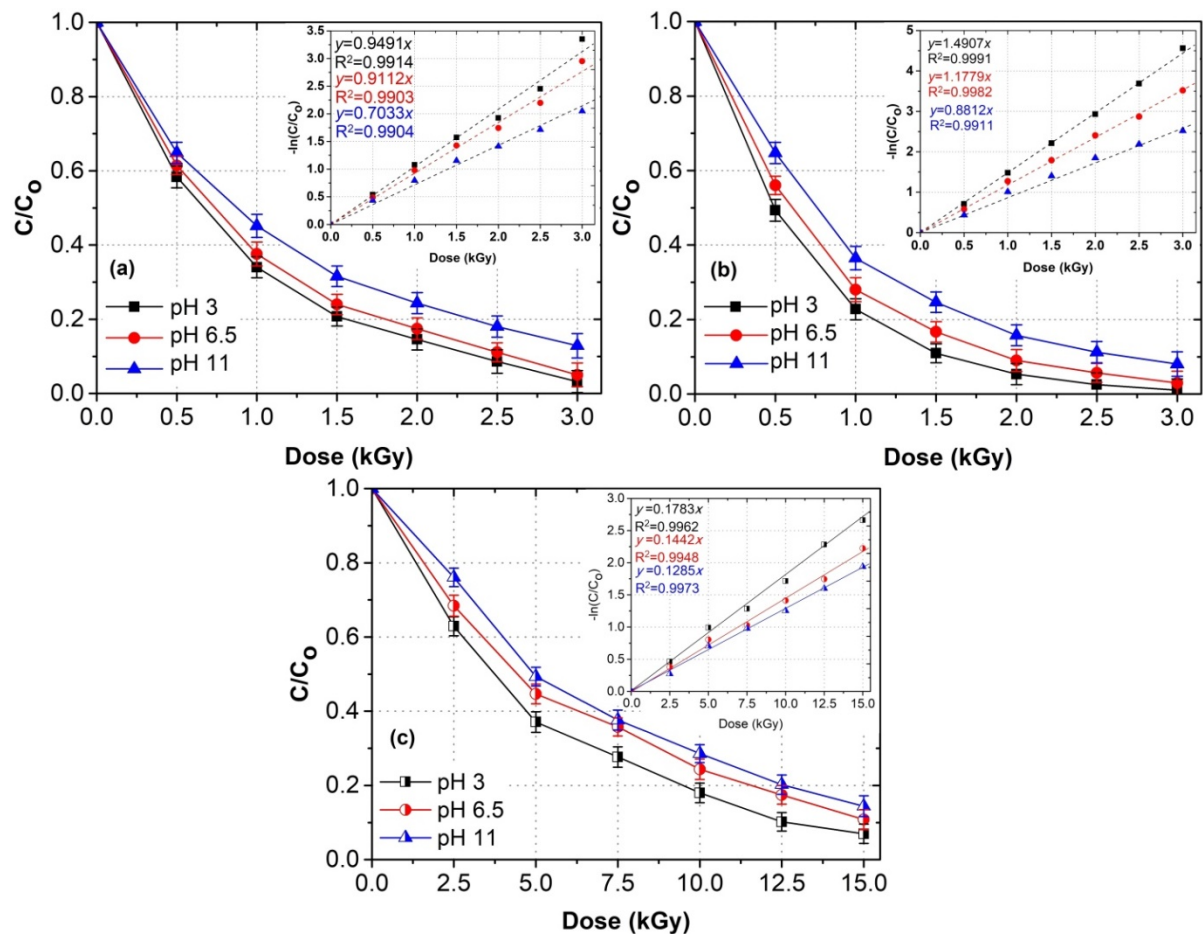 1.0
0.8
0.6
0.4
0.2
0.0
C/Co
y=0.9491x
R²=0.9914
y=0.9112x
R²=0.9903
y=0.7033x
R²=0.9904
3.5
3.0
2.5
2.0
1.5
1.0
0.5
0.0
-ln(C/Co)
0.0 0.5 1.0 1.5 2.0 2.5 3.0
Dose (kGy)
(a)
pH 3
pH 6.5
pH 11
0.0 0.5 1.0 1.5 2.0 2.5 3.0
Dose (kGy)
1.0
0.8
0.6
0.4
0.2
0.0
C/Co
y=1.4907x
R²=0.9991
y=1.1779x
R²=0.9982
y=0.8812x
R²=0.9911
5
4
3
2
1
0
-ln(C/Co)
0.0 0.5 1.0 1.5 2.0 2.5 3.0
Dose (kGy)
(b)
pH 3
pH 6.5
pH 11
0.0 0.5 1.0 1.5 2.0 2.5 3.0
Dose (kGy)
1.0
0.8
0.6
0.4
0.2
0.0
C/Co
y=0.1783x
R²=0.9962
y=0.1442x
R²=0.9948
y=0.1285x
R²=0.9973
3.0
2.5
2.0
1.5
1.0
0.5
0.0
-ln(C/Co)
0.0 2.5 5.0 7.5 10.0 12.5 15.0
Dose (kGy)
(c)
pH 3
pH 6.5
pH 11
0.0 2.5 5.0 7.5 10.0 12.5 15.0
Dose (kGy)